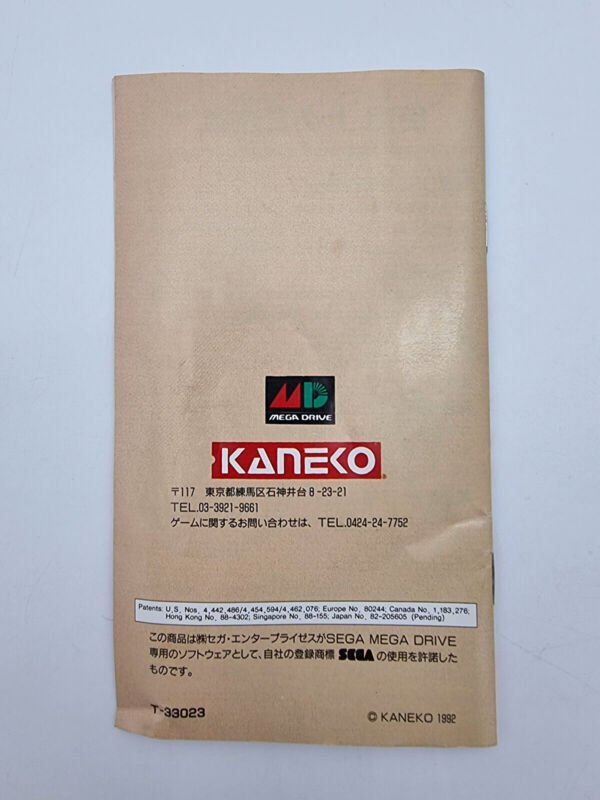 MD
MEGA DRIVE
KANEKO
〒117 東京都練馬区石神井台8-23-21
TEL.03-3921-9661
ゲームに関するお問い合わせは、TEL.0424-24-7752
Patents: U.S. Nos. 4,442,486/4,454,594/4,462,076; Europe No. 80244; Canada No. 1,183,276;
Hong Kong No. 88-4302; Singapore No. 88-155; Japan No. 82-205605 (Pending)
この商品は㈱セガ・エンタープライゼスがSEGA MEGA DRIVE
専用のソフトウェアとして、自社の登録商標 SEGA の使用を許諾した
ものです。
T-33023
© KANEKO 1992